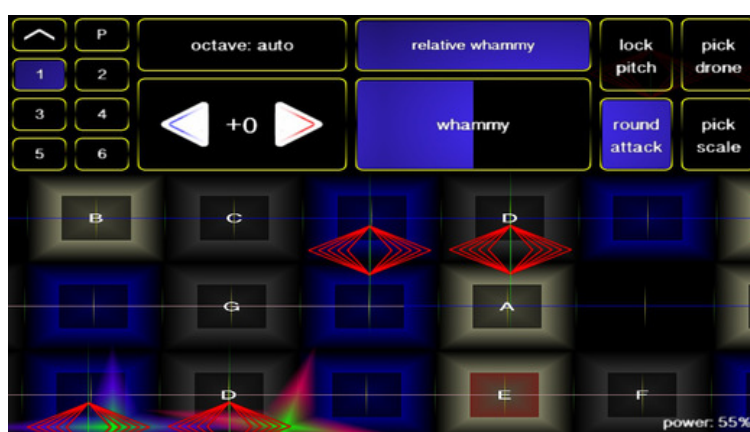 P
octave: auto
relative whammy
lock
pitch
pick
drone
1
2
3
4
+0
whammy
round
attack
pick
scale
5
6
B
C
D
G
A
D
E
F
power: 55%